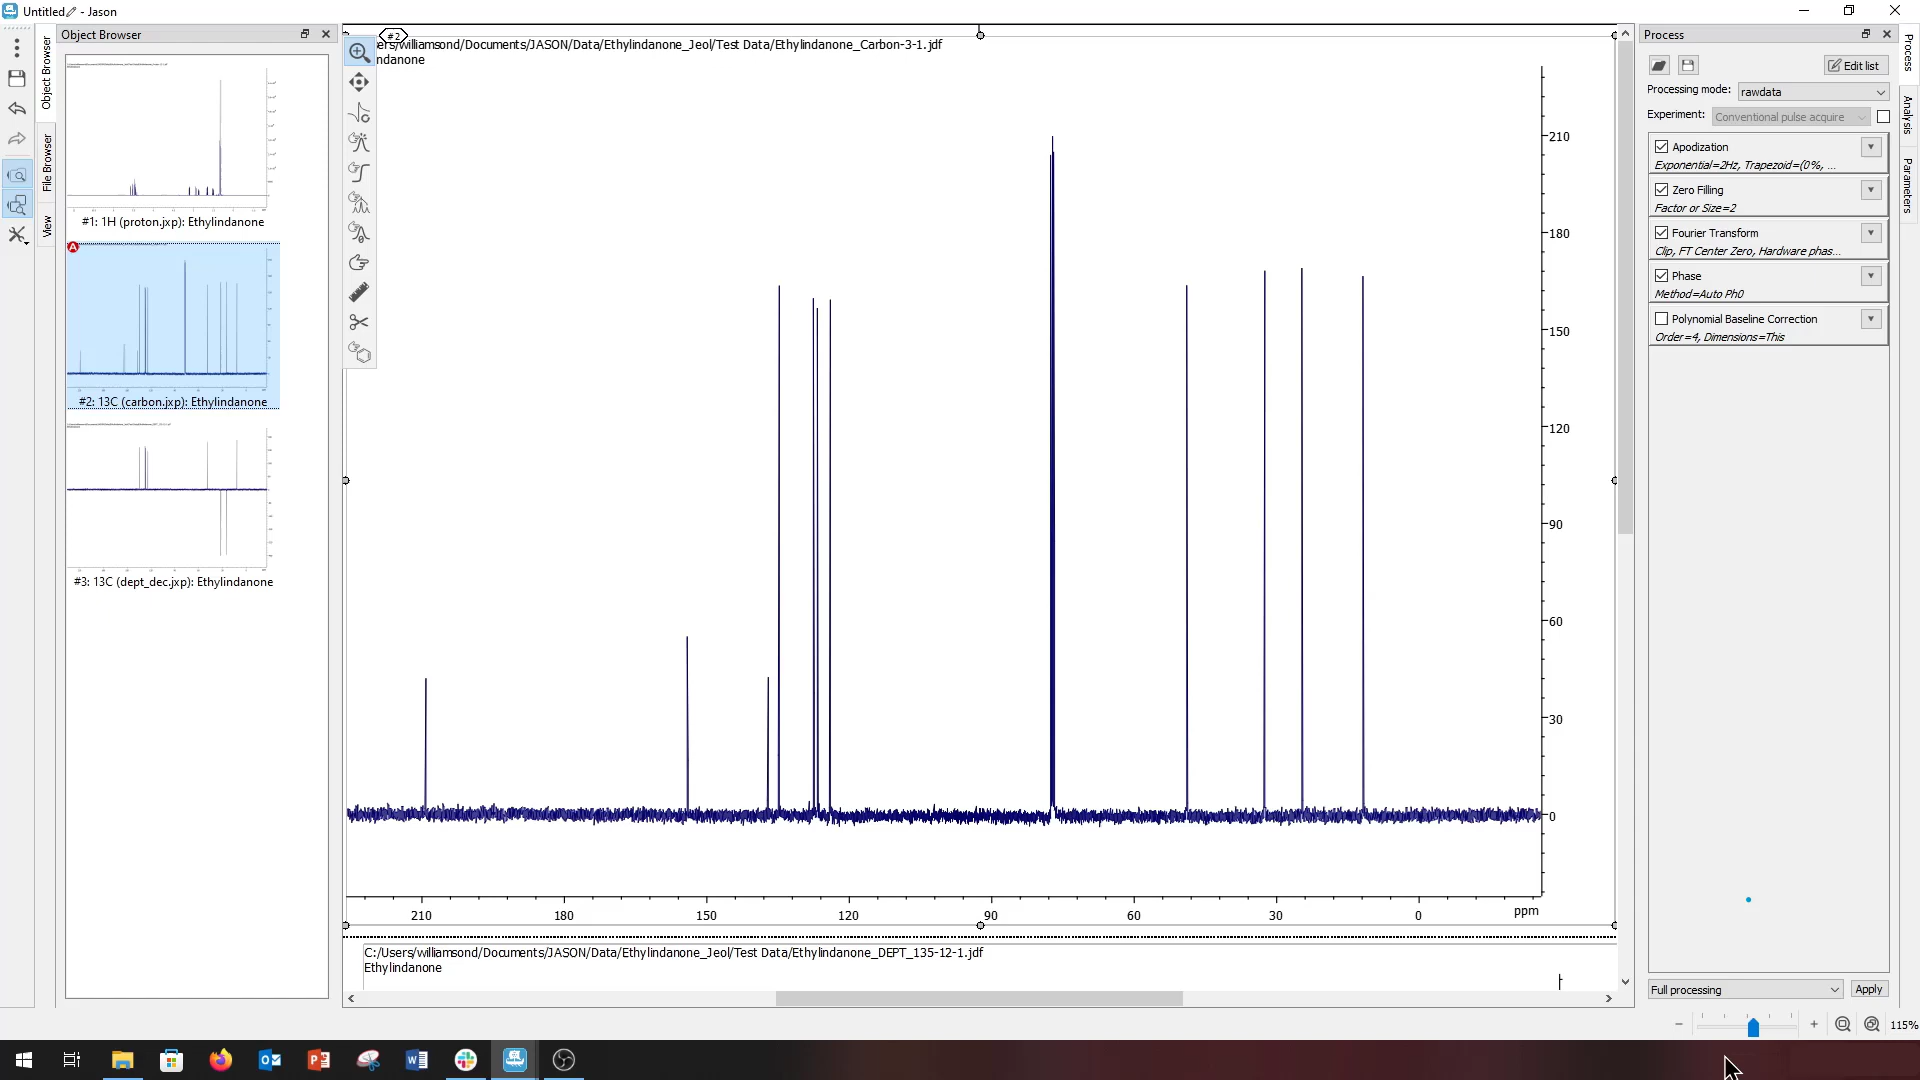 Untitled - Jason
Object Browser
Object Browser
File Browser
View
#1: 1H (proton.jxp): Ethylindanone
A
#2: 13C (carbon.jxp): Ethylindanone
#3: 13C (dept_dec.jxp): Ethylindanone
#2
ers/williamsond/Documents/JASON/Data/Ethylindanone_Jeol/Test Data/Ethylindanone_Carbon-3-1.jdf
ndanone
210
180
150
120
90
60
30
0
210 180 150 120 90 60 30 0 ppm
C:/Users/williamsond/Documents/JASON/Data/Ethylindanone_Jeol/Test Data/Ethylindanone_DEPT_135-12-1.jdf
Ethylindanone
Process
Edit list
Processing mode: rawdata
Experiment: Conventional pulse acquire
Apodization
Exponential=2Hz, Trapezoid=(0%, ...
Zero Filling
Factor or Size=2
Fourier Transform
Clip, FT Center Zero, Hardware phas...
Phase
Method=Auto Ph0
Polynomial Baseline Correction
Order=4, Dimensions=This
Full processing
Apply
Process
Analysis
Parameters
115%